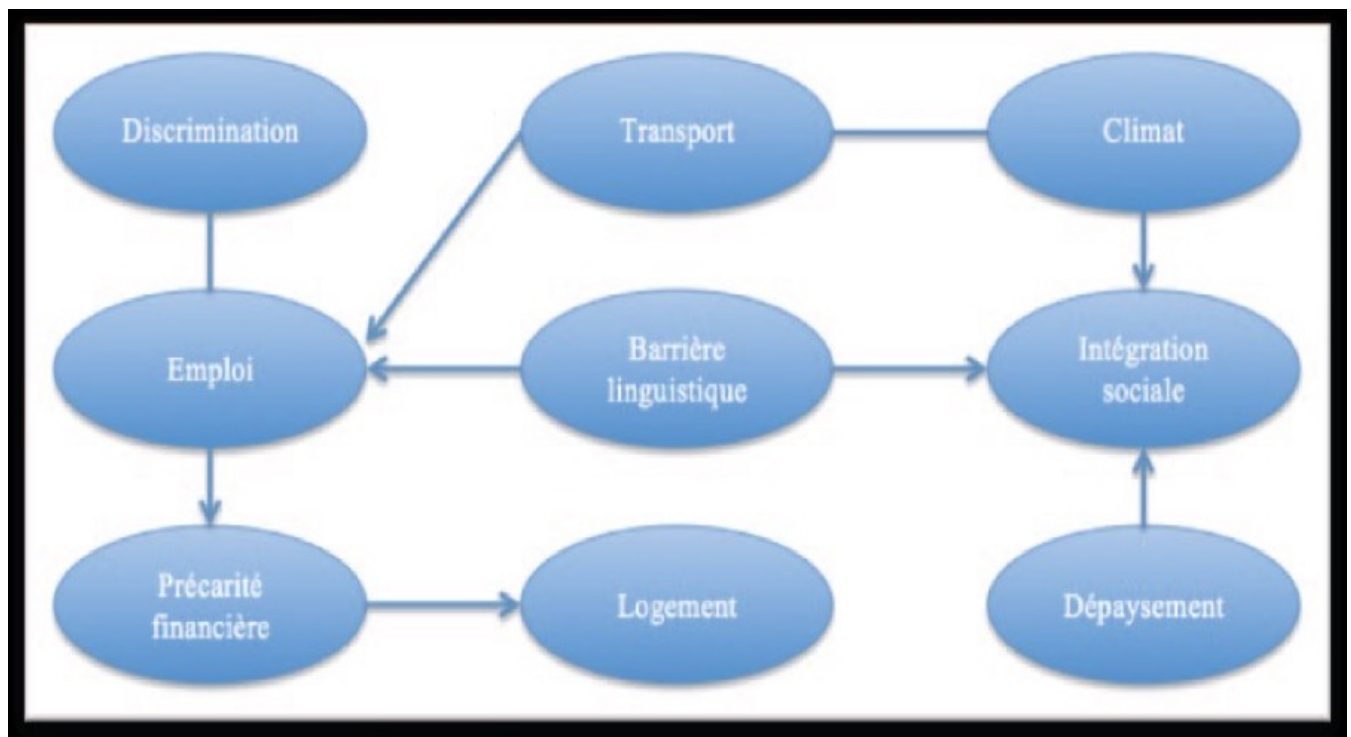 Discrimination
Transport
Climat
Emploi
Barrière
linguistique
Intégration
sociale
Précarité
financière
Logement
Dépaysement